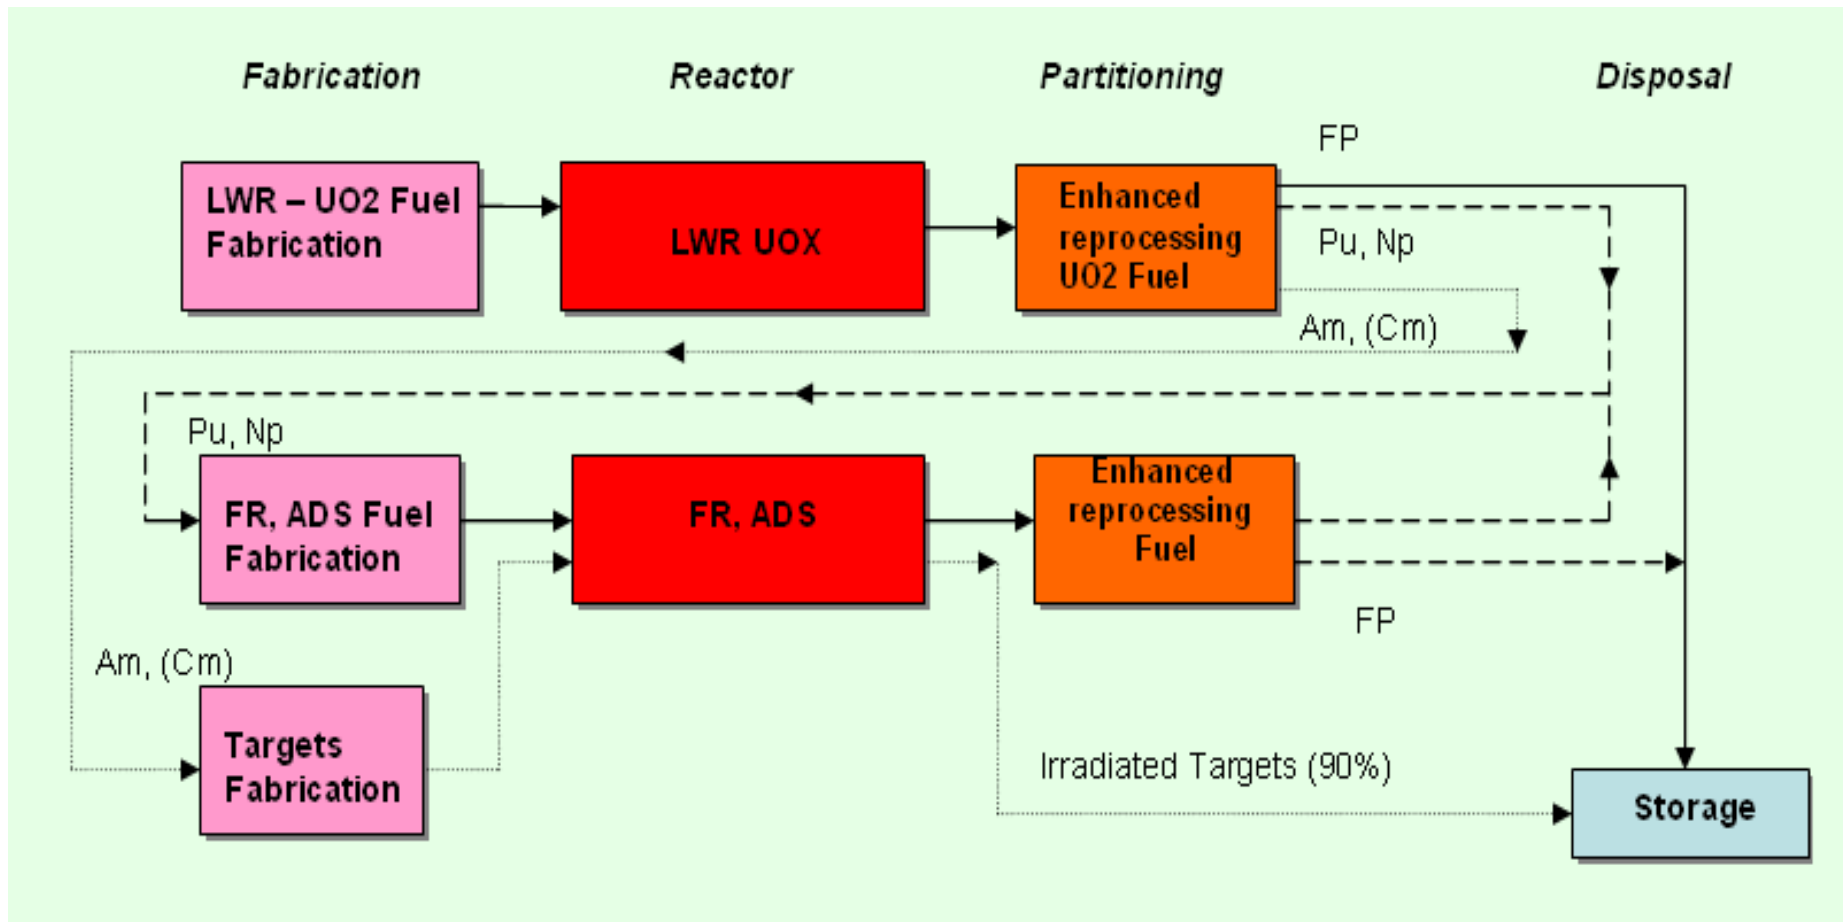 Fabrication
Reactor
Partitioning
Disposal
FP
LWR – UO2 Fuel
Fabrication
LWR UOX
Enhanced
reprocessing
UO2 Fuel
Pu, Np
Am, (Cm)
Pu, Np
FR, ADS Fuel
Fabrication
FR, ADS
Enhanced
reprocessing
Fuel
FP
Am, (Cm)
Targets
Fabrication
Irradiated Targets (90%)
Storage